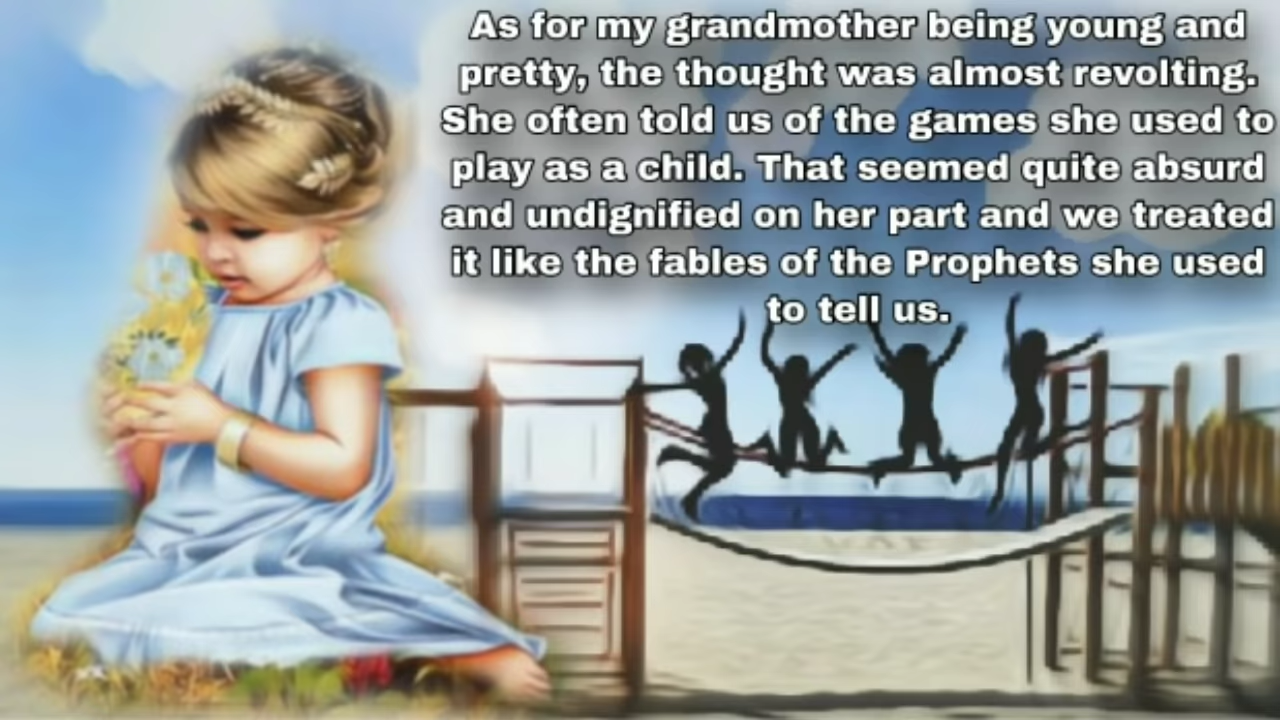 As for my grandmother being young and
pretty, the thought was almost revolting.
She often told us of the games she used to
play as a child. That seemed quite absurd
and undignified on her part and we treated
it like the fables of the Prophets she used
to tell us.